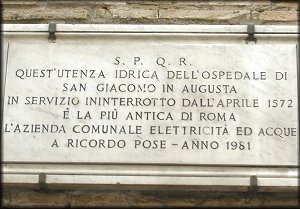 S. P. Q. R.
QUEST'UTENZA IDRICA DELL'OSPEDALE DI
SAN GIACOMO IN AUGUSTA
IN SERVIZIO ININTERROTTO DALL'APRILE 1572
È LA PIÙ ANTICA DI ROMA
L'AZIENDA COMUNALE ELETTRICITÀ ED ACQUE
A RICORDO POSE - ANNO 1981